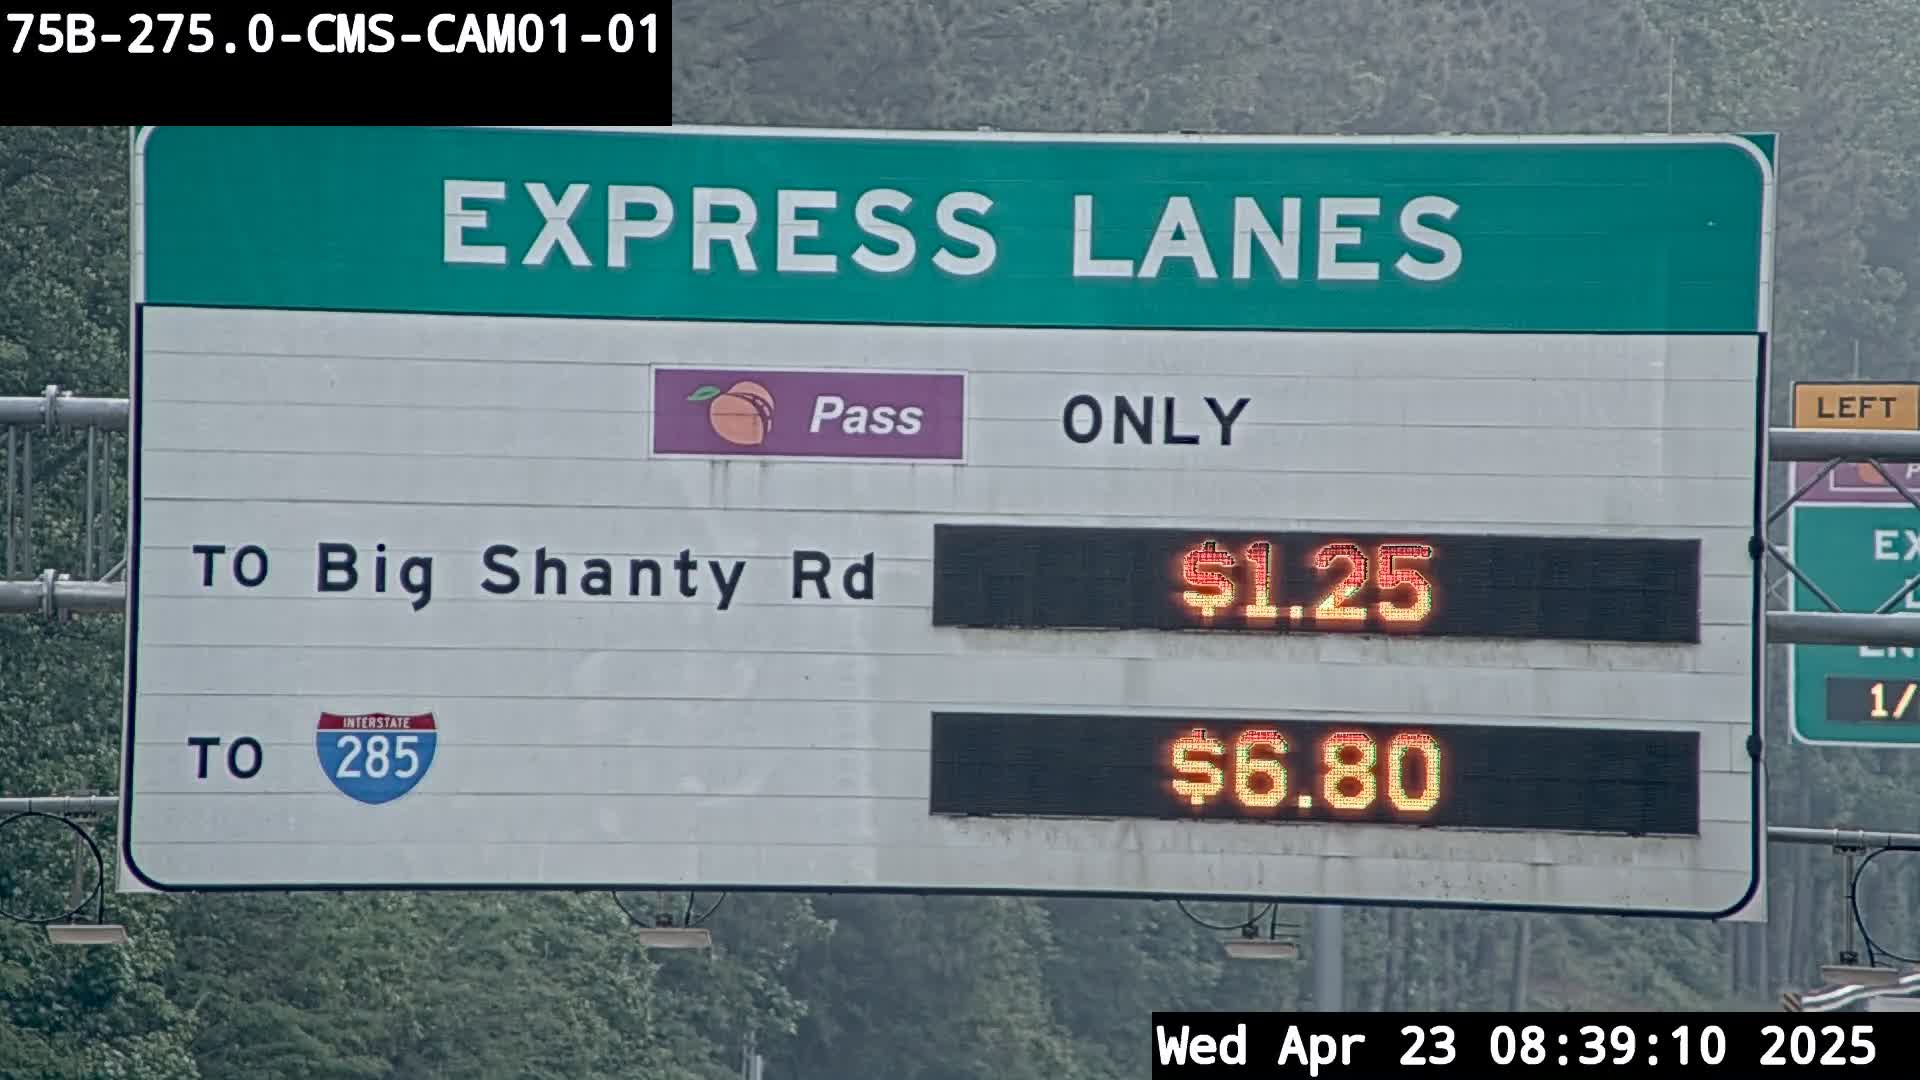 75B-275.0-CMS-CAM01-01
EXPRESS LANES
Pass ONLY
LEFT
TO Big Shanty Rd $1.25
TO INTERSTATE 285 $6.80
1/
Wed Apr 23 08:39:10 2025